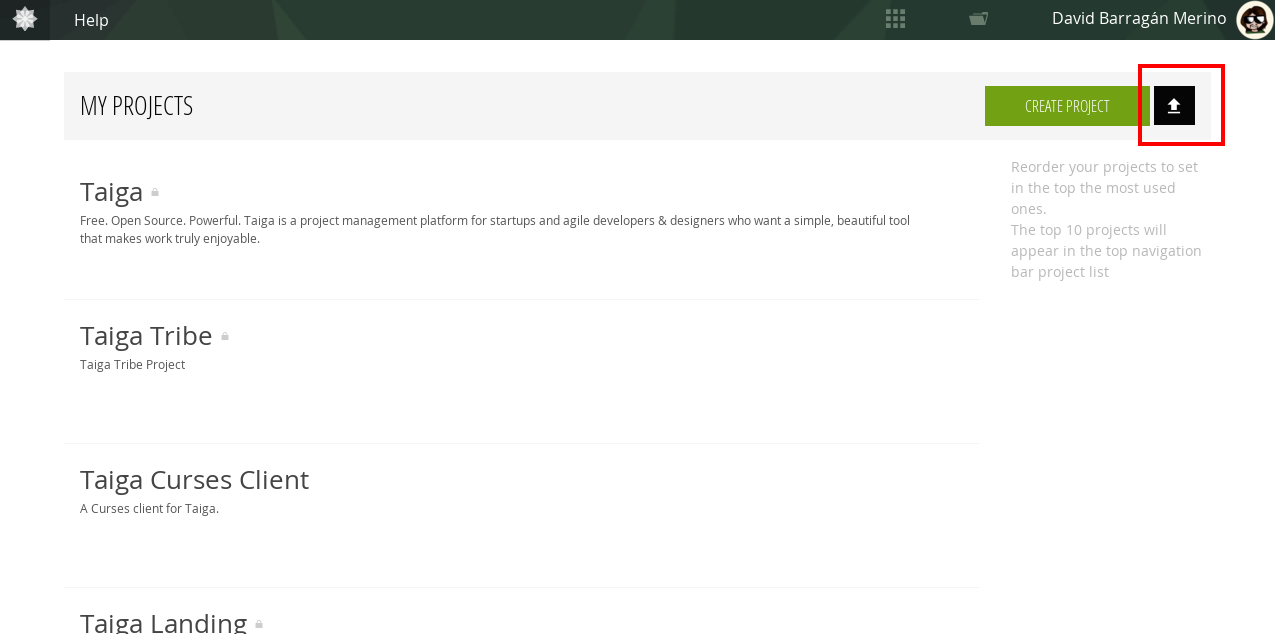 Help
David Barragán Merino
MY PROJECTS
CREATE PROJECT
Reorder your projects to set
in the top the most used
ones.
The top 10 projects will
appear in the top navigation
bar project list
Taiga
Free. Open Source. Powerful. Taiga is a project management platform for startups and agile developers & designers who want a simple, beautiful tool
that makes work truly enjoyable.
Taiga Tribe
Taiga Tribe Project
Taiga Curses Client
A Curses client for Taiga.
Taiga Landing